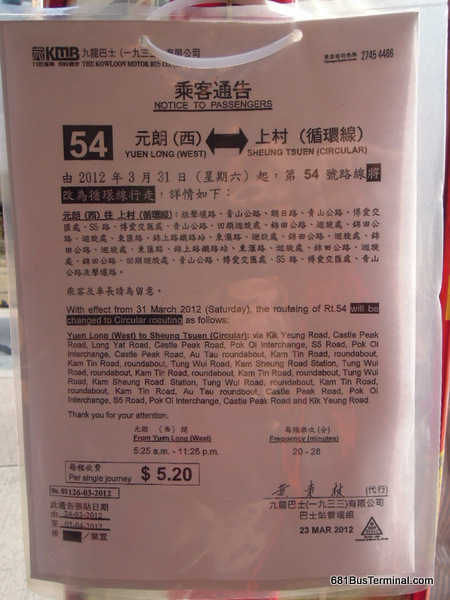 KMB 九龍巴士(一九三三)有限公司
THE KOWLOON MOTOR BUS CO.
2745 4466
乘客通告
NOTICE TO PASSENGERS
54 元朗(西) 上村 (循環線)
YUEN LONG (WEST) SHEUNG TSUEN (CIRCULAR)
由 2012 年 3 月 31 日 (星期六) 起,第 54 號路線將
改為循環線行走,詳情如下:
元朗 (西) 往 上村 (循環線):經擊壤路、青山公路、朗日路、青山公路、博愛交
匯處、S5 路、博愛交匯處、青山公路、凹頭迴旋處、錦田公路、迴旋處、錦田公
路、迴旋處、東匯路、錦上路鐵路站、東匯路、迴旋處、錦田公路、迴旋處、錦
田公路、迴旋處、東匯路、錦上路鐵路站、東匯路、迴旋處、錦田公路、迴旋
處、錦田公路、凹頭迴旋處、青山公路、博愛交匯處、S5 路、博愛交匯處、青山
公路及擊壤路。
乘客及車長請為留意。
With effect from 31 March 2012 (Saturday), the routeing of Rt.54 will be
changed to Circular roeuting as follows:
Yuen Long (West) to Sheung Tsuen (Circular): via Kik Yeung Road, Castle Peak
Road, Long Yat Road, Castle Peak Road, Pok Oi Interchange, S5 Road, Pok Oi
Interchange, Castle Peak Road, Au Tau roundabout, Kam Tin Road, roundabout,
Kam Tin Road, roundabout, Tung Wui Road, Kam Sheung Road Station, Tung Wui
Road, roundabout, Kam Tin Road, roundabout, Kam Tin Road, roundabout, Tung Wui
Road, Kam Sheung Road Station, Tung Wui Road, roundabout, Kam Tin Road,
roundabout, Kam Tin Road, Au Tau roundabout, Castle Peak Road, Pok Oi
Interchange, S5 Road, Pok Oi Interchange, Castle Peak Road and Kik Yeung Road.
Thank you for your attention.
元朗 (西) 開 每隔班次(分)
From Yuen Long (West) Frequency (minutes)
5:25 a.m. - 11:25 p.m. 20 - 28
每程收費
Per single journey $ 5.20
No. BS126-03-2012
(代行)
此通告張貼日期 九龍巴士(一九三三)有限公司
由 24-03-2012 巴士站管理組
至 07-04-2012 23 MAR 2012
後 /棄置
681BusTerminal.com